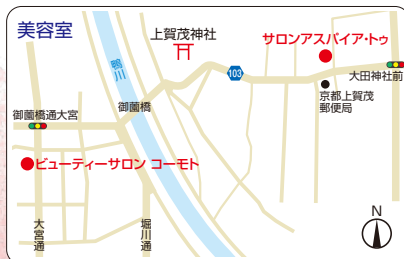 美容室
上賀茂神社
サロンアスパイア・トゥ
鴨川
103
大田神社前
京都上賀茂
郵便局
御薗橋
御薗橋通大宮
ビューティーサロン コーモト
大宮通
堀川通
N